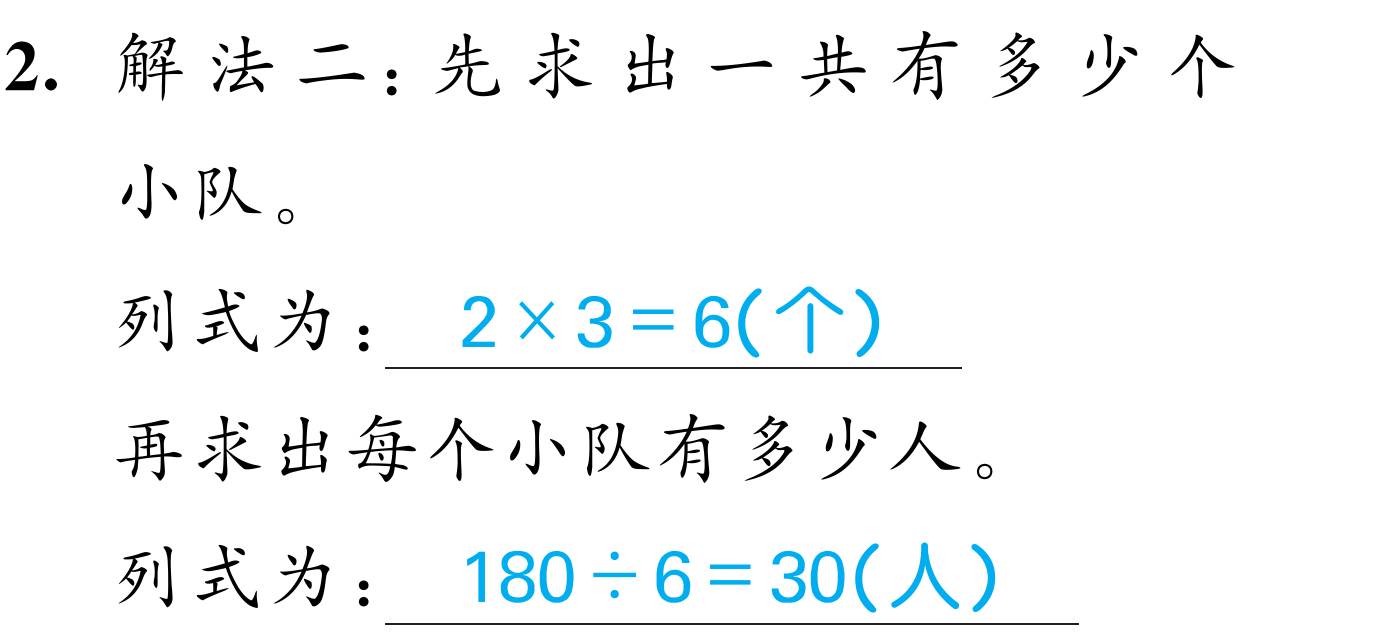 2. 解法二:先求出一共有多少个
小队。
列式为: 2×3=6(个)
再求出每个小队有多少人。
列式为: 180÷6=30(人)